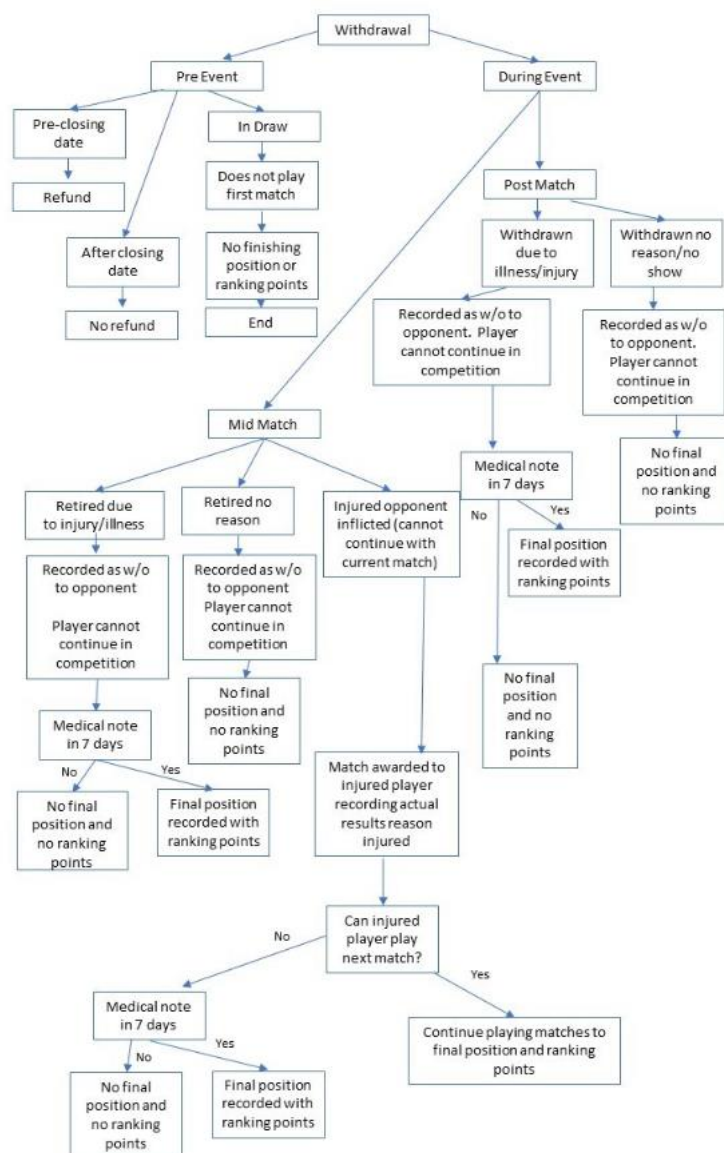 Withdrawal
Pre Event
During Event
Pre-closing
date
In Draw
Refund
Does not play
first match
Post Match
After closing
date
No finishing
position or
ranking points
Withdrawn
due to
illness/injury
Withdrawn no
reason/no
show
No refund
End
Recorded as w/o to
opponent. Player
cannot continue in
competition
Recorded as w/o
to opponent.
Player cannot
continue in
competition
Mid Match
Medical note
in 7 days
No final
position and
no ranking
points
Retired due
to injury/illness
Retired no
reason
Injured opponent
inflicted (cannot
continue with
current match)
No
Yes
Final position
recorded with
ranking points
Recorded as w/o
to opponent
Player cannot
continue in
competition
Recorded as w/o
to opponent
Player cannot
continue in
competition
No final
position and
no ranking
points
No final
position
and no
ranking
points
Medical note
in 7 days
No
Yes
No final
position and
no ranking
points
Final position
recorded with
ranking points
Match awarded to
injured player
recording actual
results reason
injured
Can injured
player play
next match?
No
Yes
Medical note
in 7 days
Continue playing matches to
final position and ranking
points
No
Yes
No final
position and
no ranking
points
Final position
recorded with
ranking points